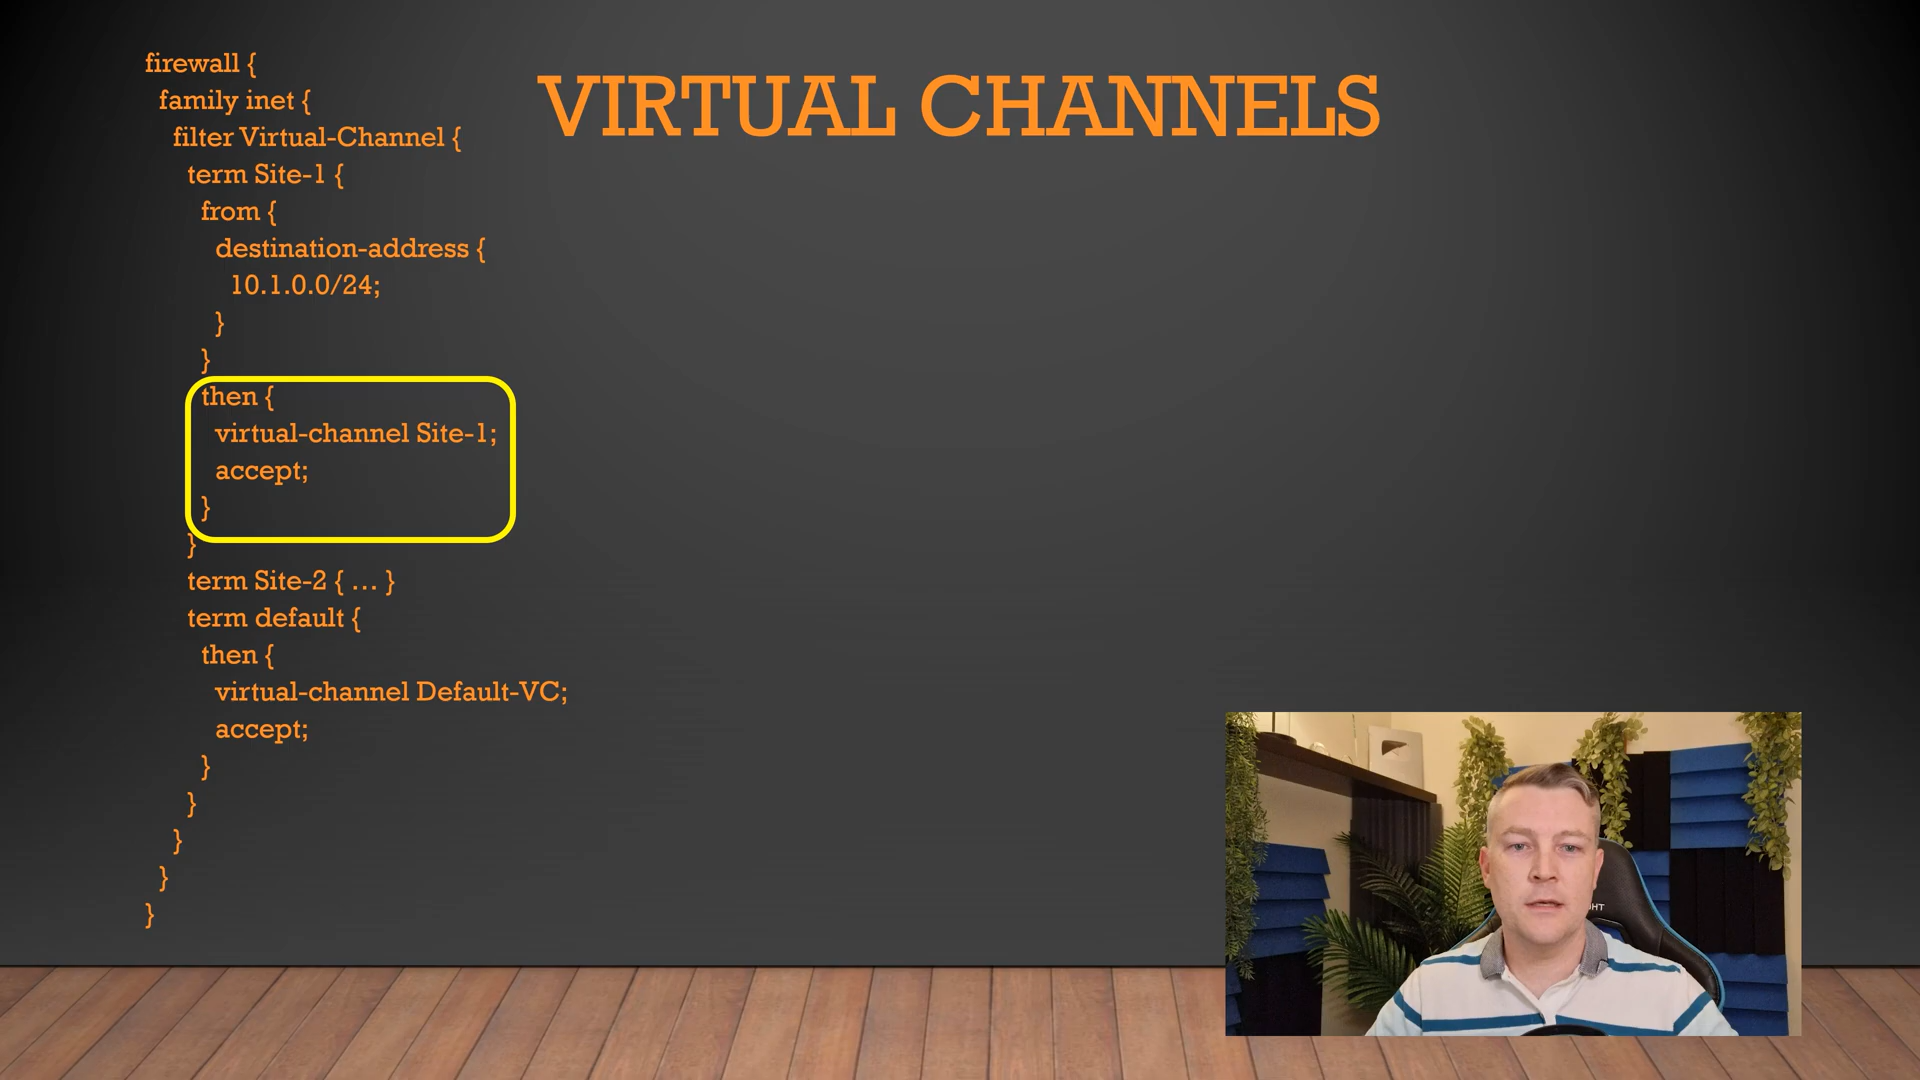 VIRTUAL CHANNELS
firewall {
family inet {
filter Virtual-Channel {
term Site-1 {
from {
destination-address {
10.1.0.0/24;
}
}
then {
virtual-channel Site-1;
accept;
}
}
term Site-2 { … }
term default {
then {
virtual-channel Default-VC;
accept;
}
}
}
}
}